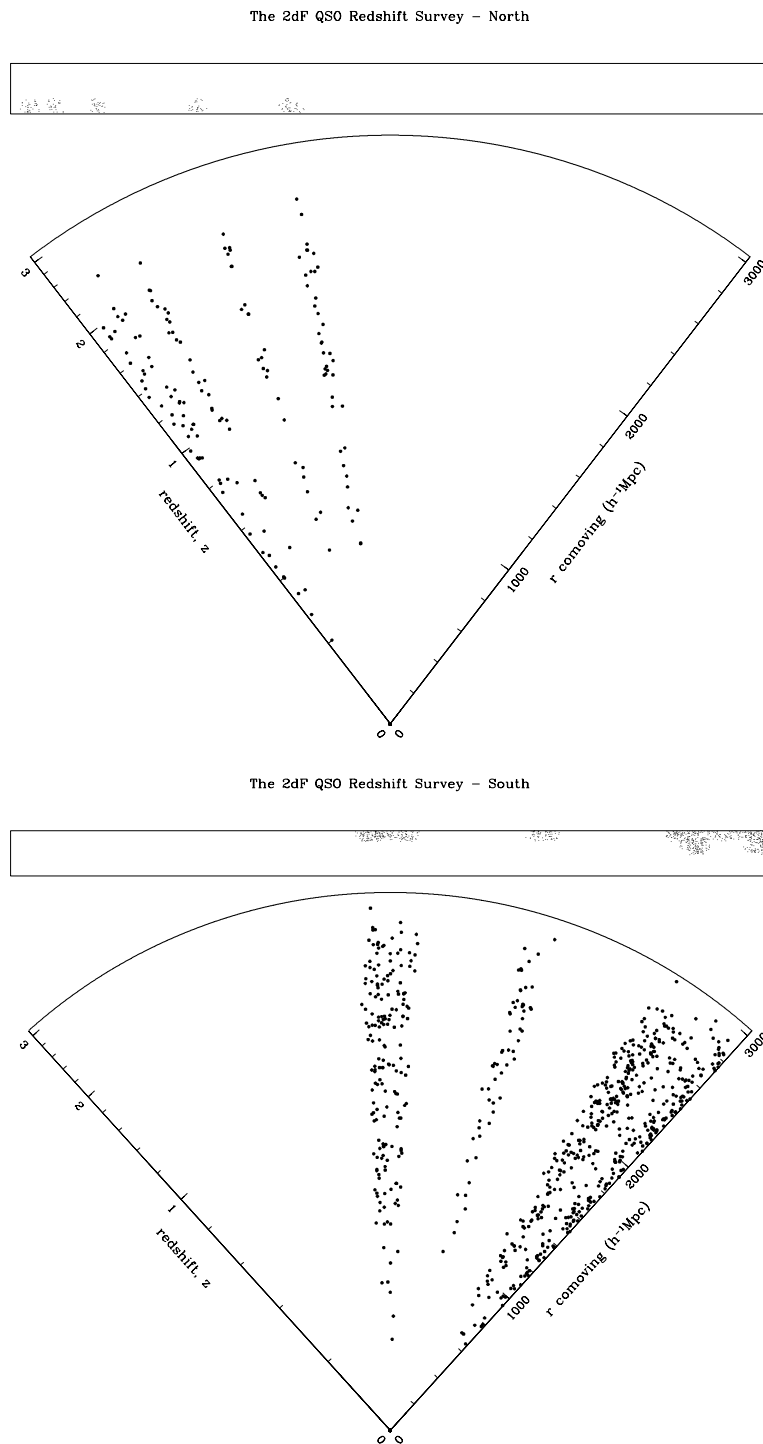 The 2dF QSO Redshift Survey – North
3
2
1
redshift, z
0
0
1000
2000
3000
r comoving (h⁻¹Mpc)
The 2dF QSO Redshift Survey – South
3
2
1
redshift, z
0
0
1000
2000
3000
r comoving (h⁻¹Mpc)